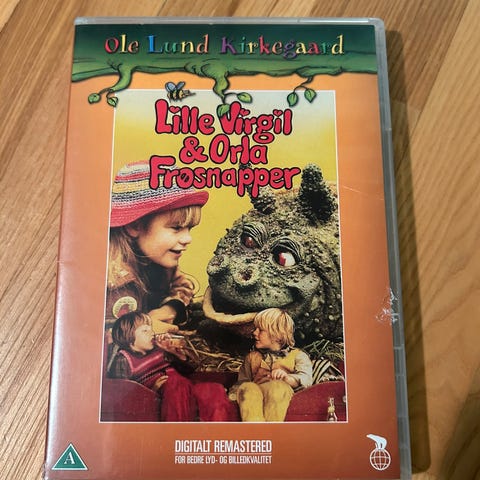 Ole Lund Kirkegaard
Lille Virgil
& Orla
Frøsnapper
DIGITALT REMASTERED
FOR BEDRE LYD- OG BILLEDKVALITET
A